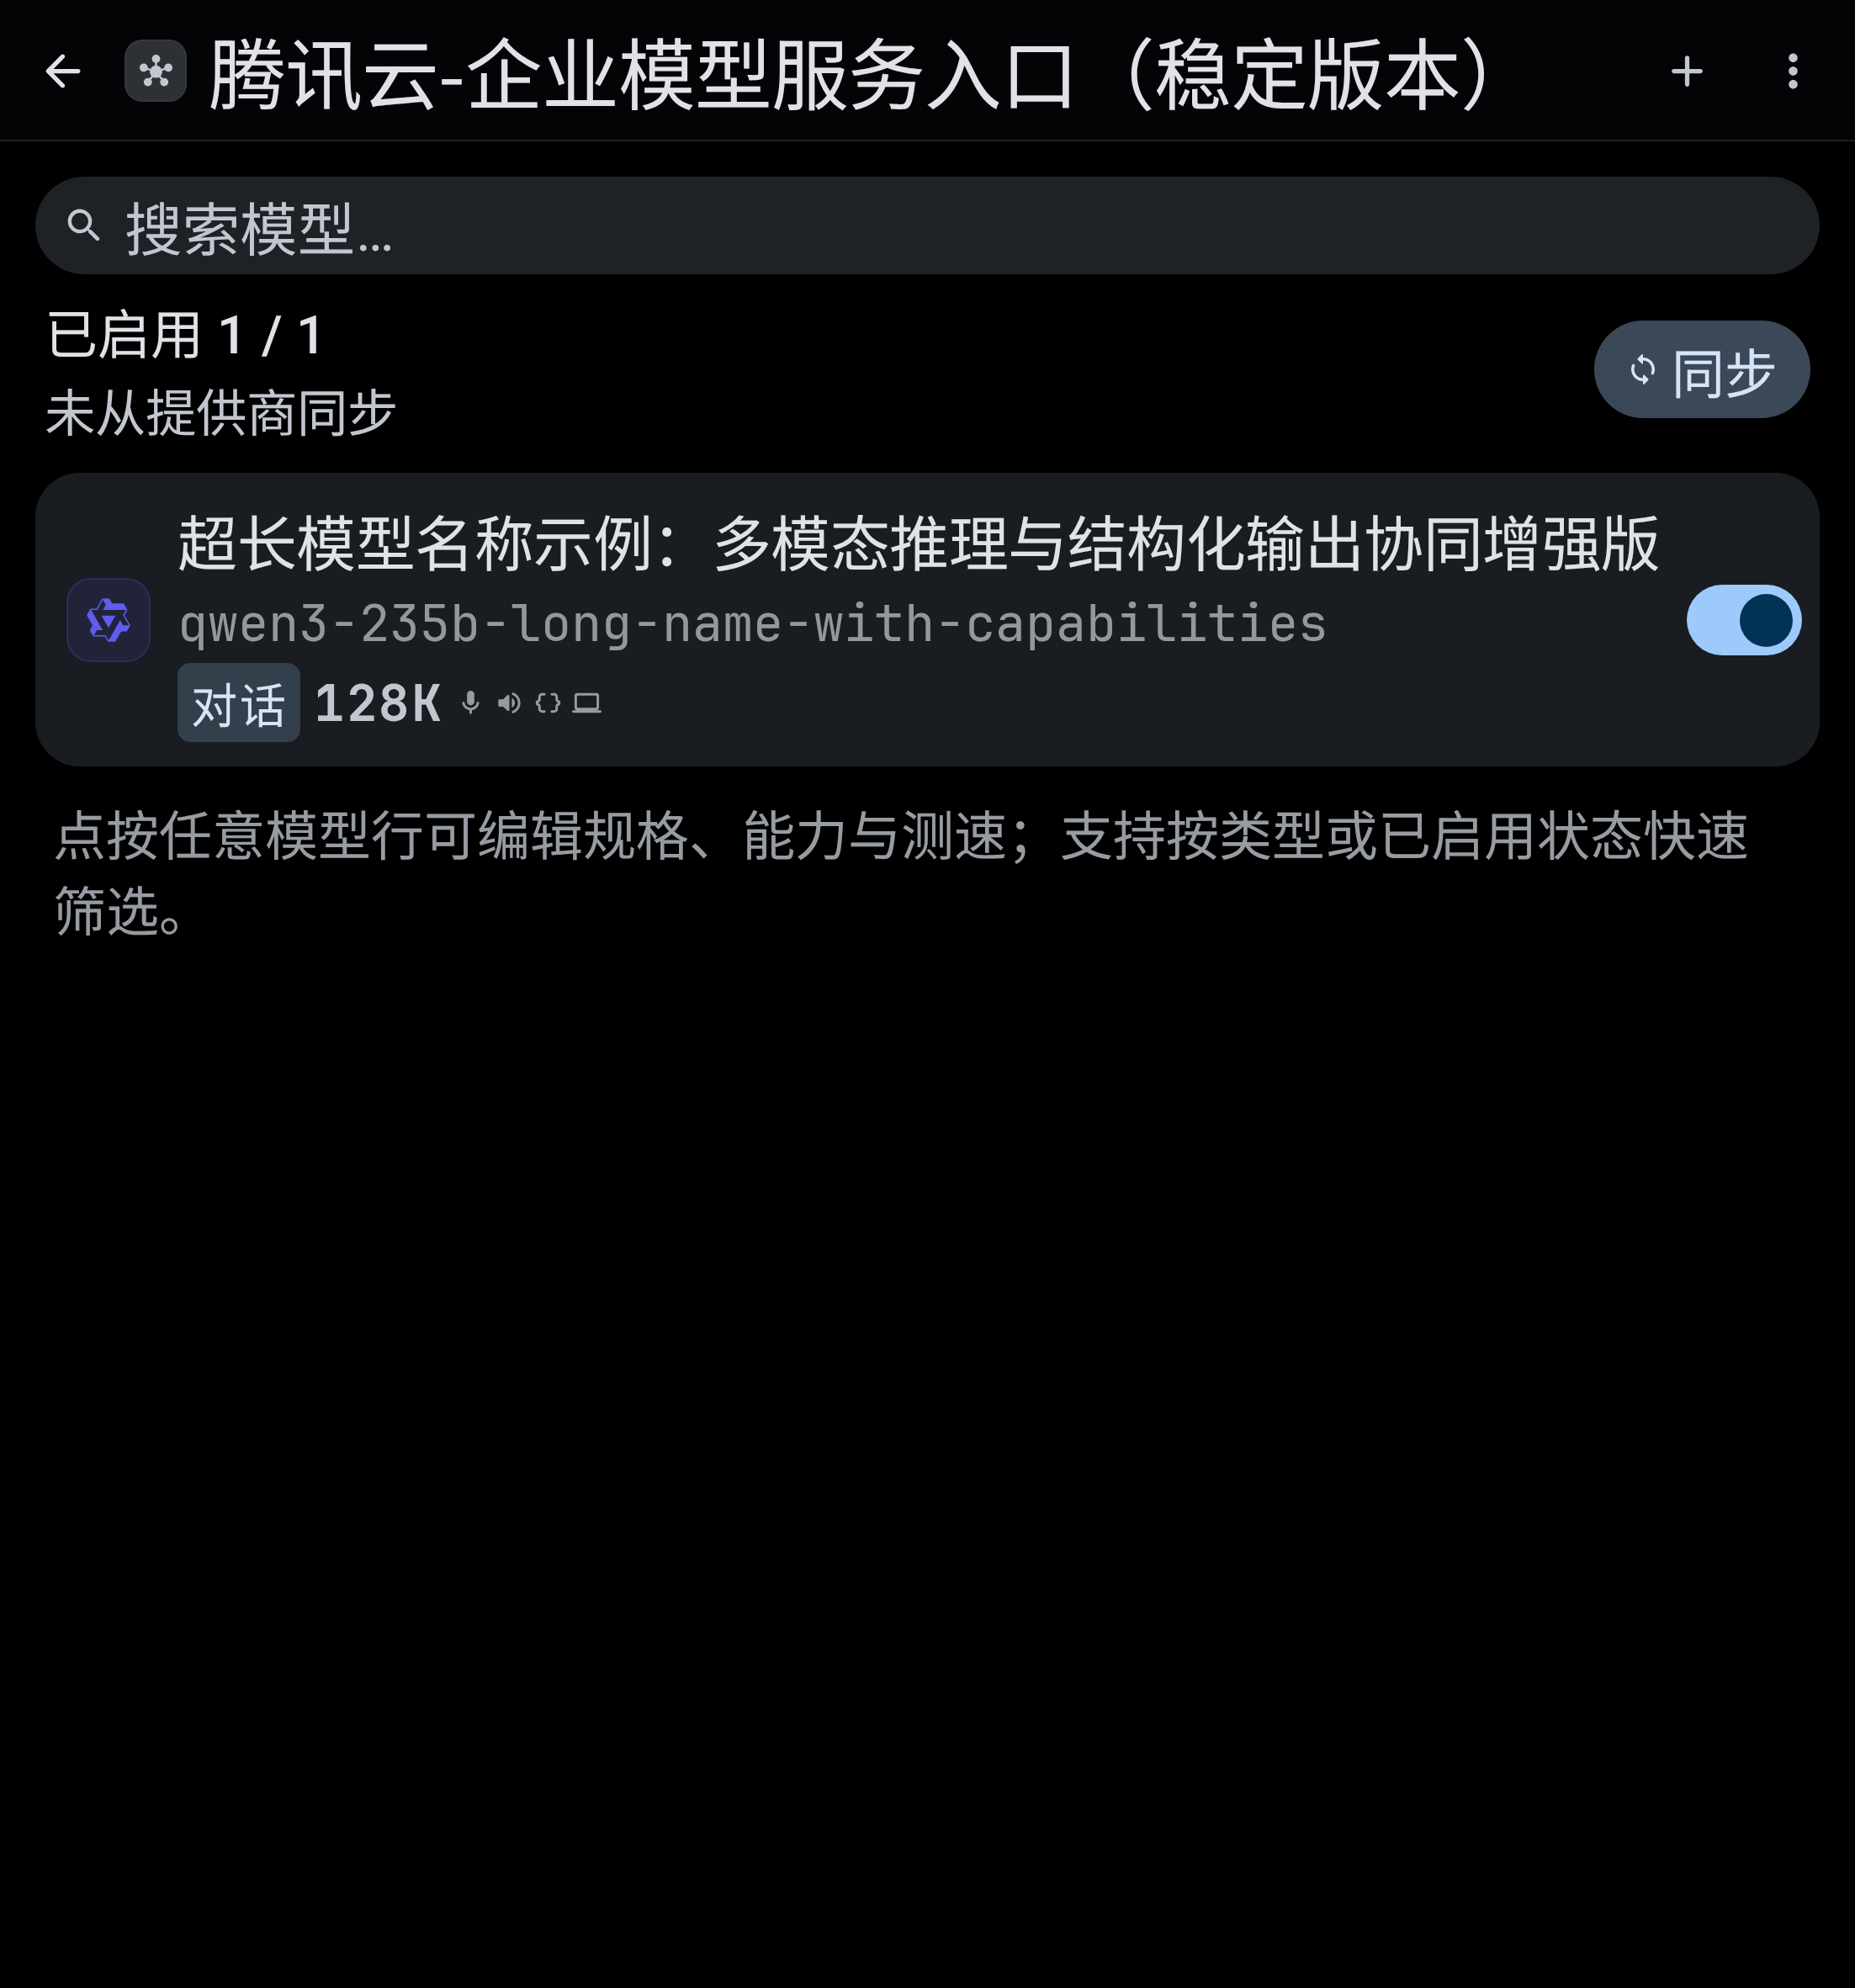 腾讯云-企业模型服务入口（稳定版本）
搜索模型...
已启用 1 / 1
未从提供商同步
同步
超长模型名称示例：多模态推理与结构化输出协同增强版
qwen3-235b-long-name-with-capabilities
对话 128K
点按任意模型行可编辑规格、能力与测速；支持按类型或已启用状态快速
筛选。